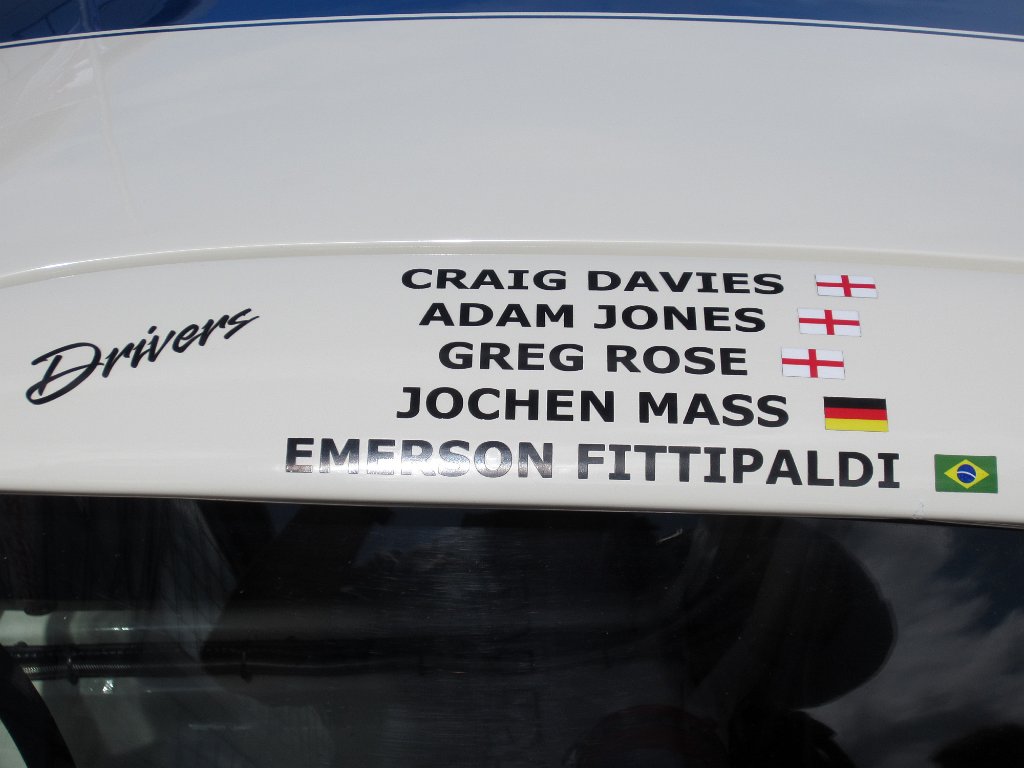 Drivers
CRAIG DAVIES
ADAM JONES
GREG ROSE
JOCHEN MASS
EMERSON FITTIPALDI